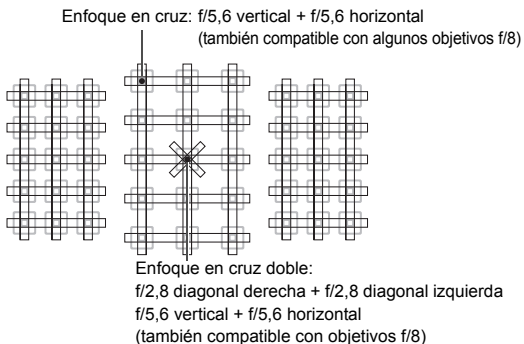 Enfoque en cruz: f/5,6 vertical + f/5,6 horizontal
(también compatible con algunos objetivos f/8)
Enfoque en cruz doble:
f/2,8 diagonal derecha + f/2,8 diagonal izquierda
f/5,6 vertical + f/5,6 horizontal
(también compatible con objetivos f/8)